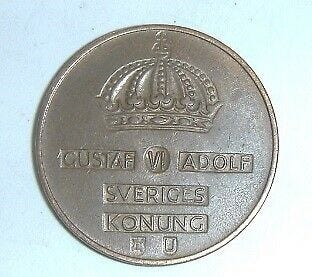 GUSTAF VI ADOLF
SVERIGES
KONUNG
U